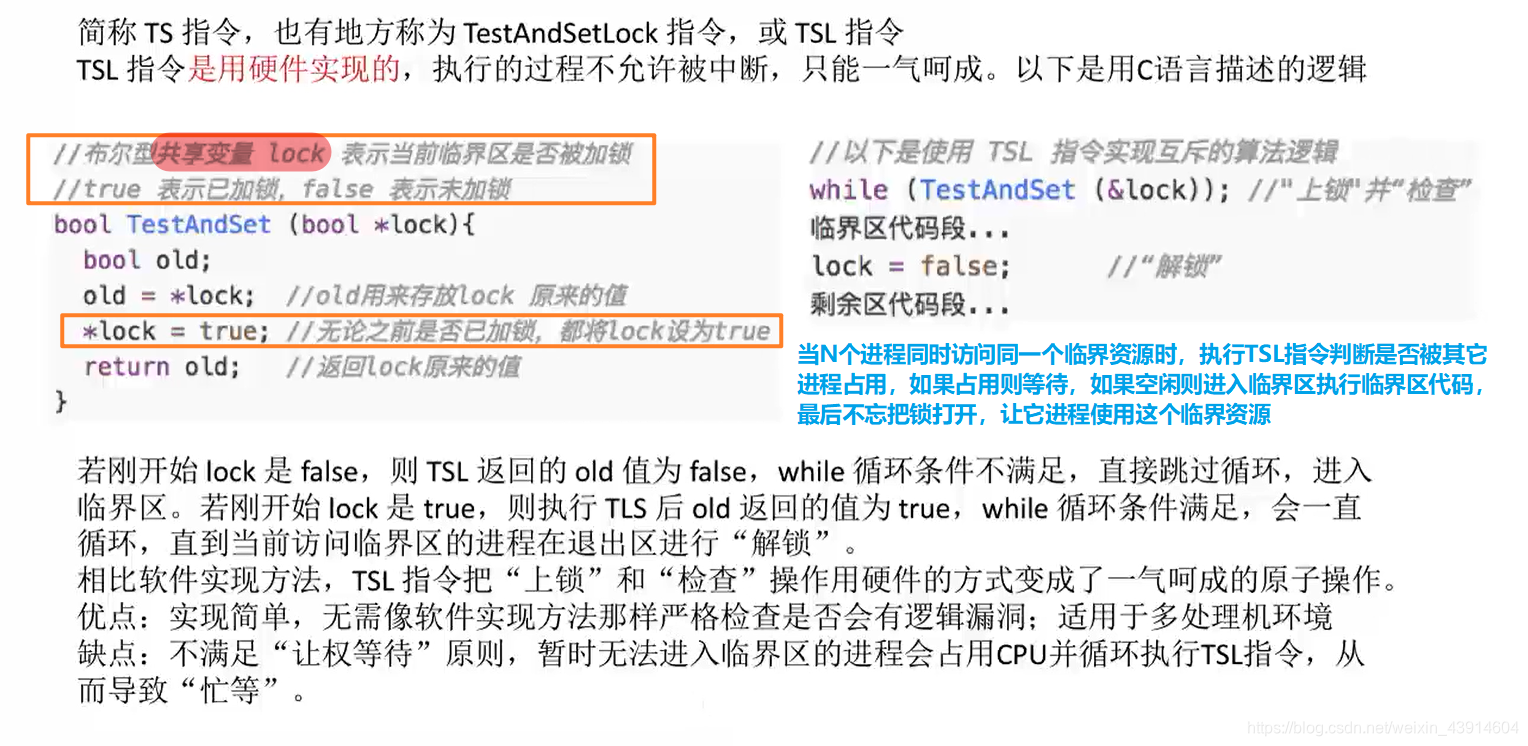 简称 TS 指令，也有地方称为 TestAndSetLock 指令，或 TSL 指令
TSL 指令是用硬件实现的，执行的过程不允许被中断，只能一气呵成。以下是用C语言描述的逻辑
//布尔型共享变量 lock 表示当前临界区是否被加锁
//true 表示已加锁，false 表示未加锁
bool TestAndSet (bool *lock){
bool old;
old = *lock; //old用来存放lock 原来的值
*lock = true; //无论之前是否已加锁，都将lock设为true
return old; //返回lock原来的值
}
//以下是使用 TSL 指令实现互斥的算法逻辑
while (TestAndSet (&lock)); //"上锁"并“检查”
临界区代码段...
lock = false; //“解锁”
剩余区代码段...
当N个进程同时访问同一个临界资源时，执行TSL指令判断是否被其它
进程占用，如果占用则等待，如果空闲则进入临界区执行临界区代码，
最后不忘把锁打开，让它进程使用这个临界资源
若刚开始 lock 是 false，则 TSL 返回的 old 值为 false，while 循环条件不满足，直接跳过循环，进入
临界区。若刚开始 lock 是 true，则执行 TLS 后 old 返回的值为 true，while 循环条件满足，会一直
循环，直到当前访问临界区的进程在退出区进行“解锁”。
相比软件实现方法，TSL 指令把“上锁”和“检查”操作用硬件的方式变成了一气呵成的原子操作。
优点：实现简单，无需像软件实现方法那样严格检查是否会有逻辑漏洞；适用于多处理机环境
缺点：不满足“让权等待”原则，暂时无法进入临界区的进程会占用CPU并循环执行TSL指令，从
而导致“忙等”。
https://blog.csdn.net/weixin_43914604